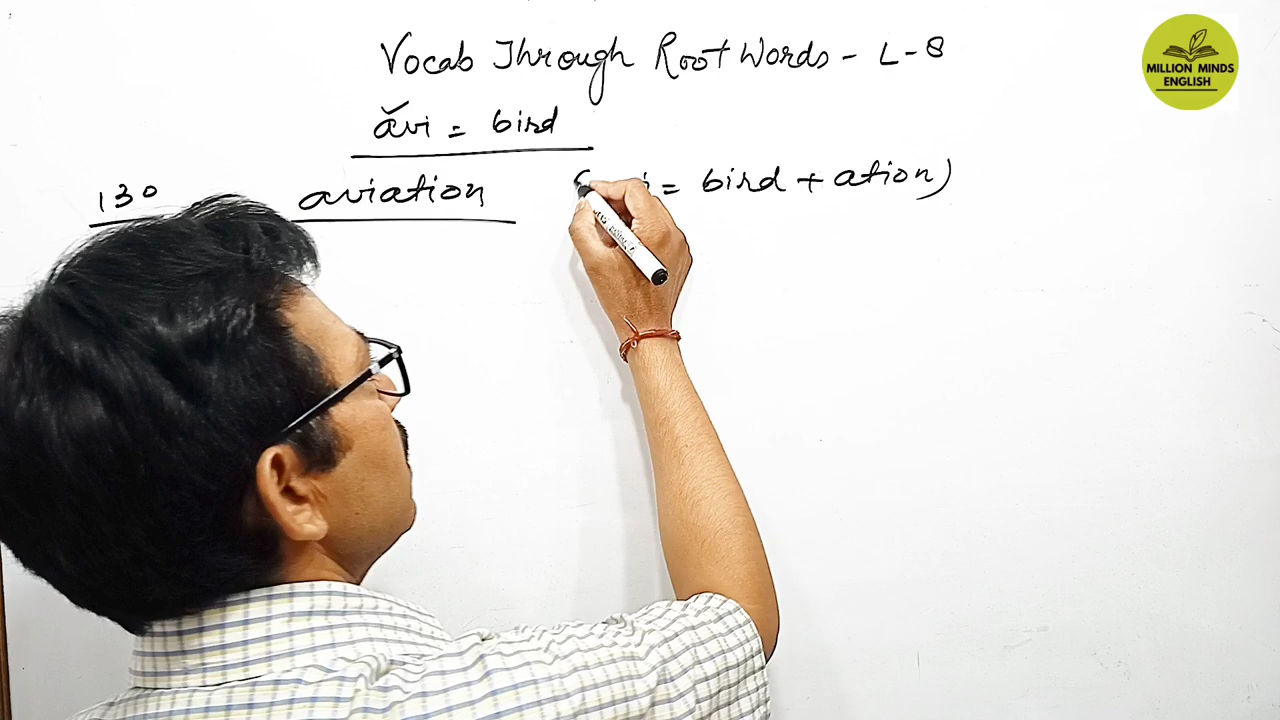 Vocab Through Root Words - L-8
MILLION MINDS
ENGLISH
avi = bird
130 aviation ( = bird + ation)